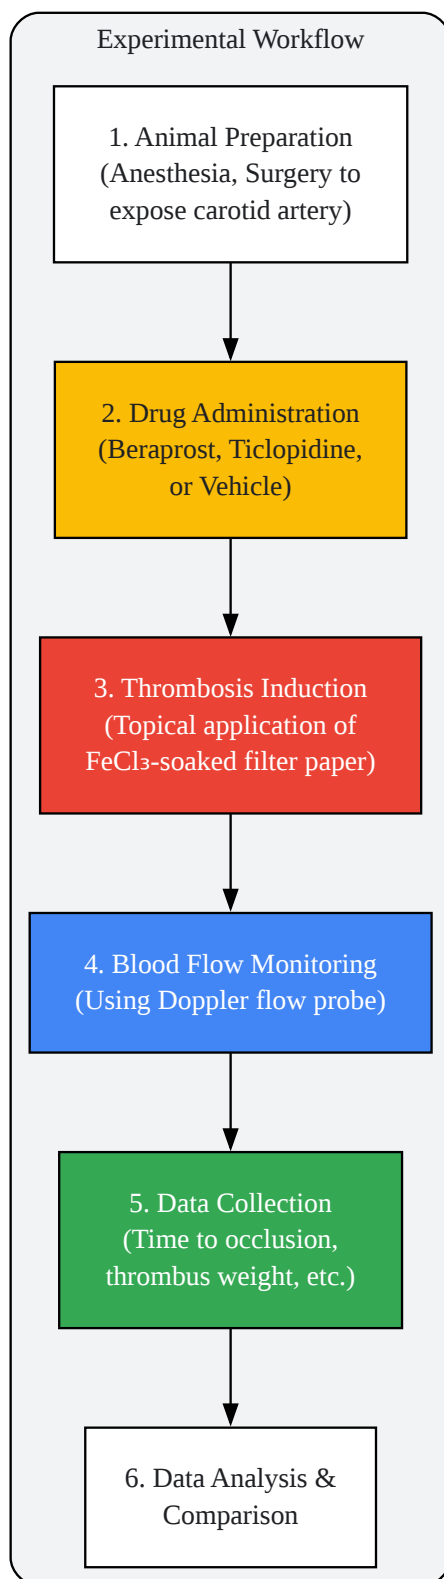 Experimental Workflow
1. Animal Preparation
(Anesthesia, Surgery to
expose carotid artery)
2. Drug Administration
(Beraprost, Ticlopidine,
or Vehicle)
3. Thrombosis Induction
(Topical application of
FeCl₃-soaked filter paper)
4. Blood Flow Monitoring
(Using Doppler flow probe)
5. Data Collection
(Time to occlusion,
thrombus weight, etc.)
6. Data Analysis &
Comparison